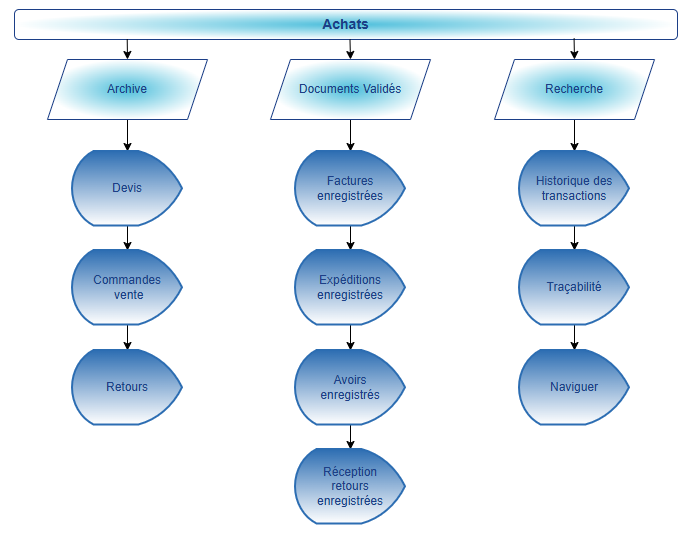 Achats
Archive
Documents Validés
Recherche
Devis
Factures
enregistrées
Historique des
transactions
Commandes
vente
Expéditions
enregistrées
Traçabilité
Retours
Avoirs
enregistrés
Naviguer
Réception
retours
enregistrées